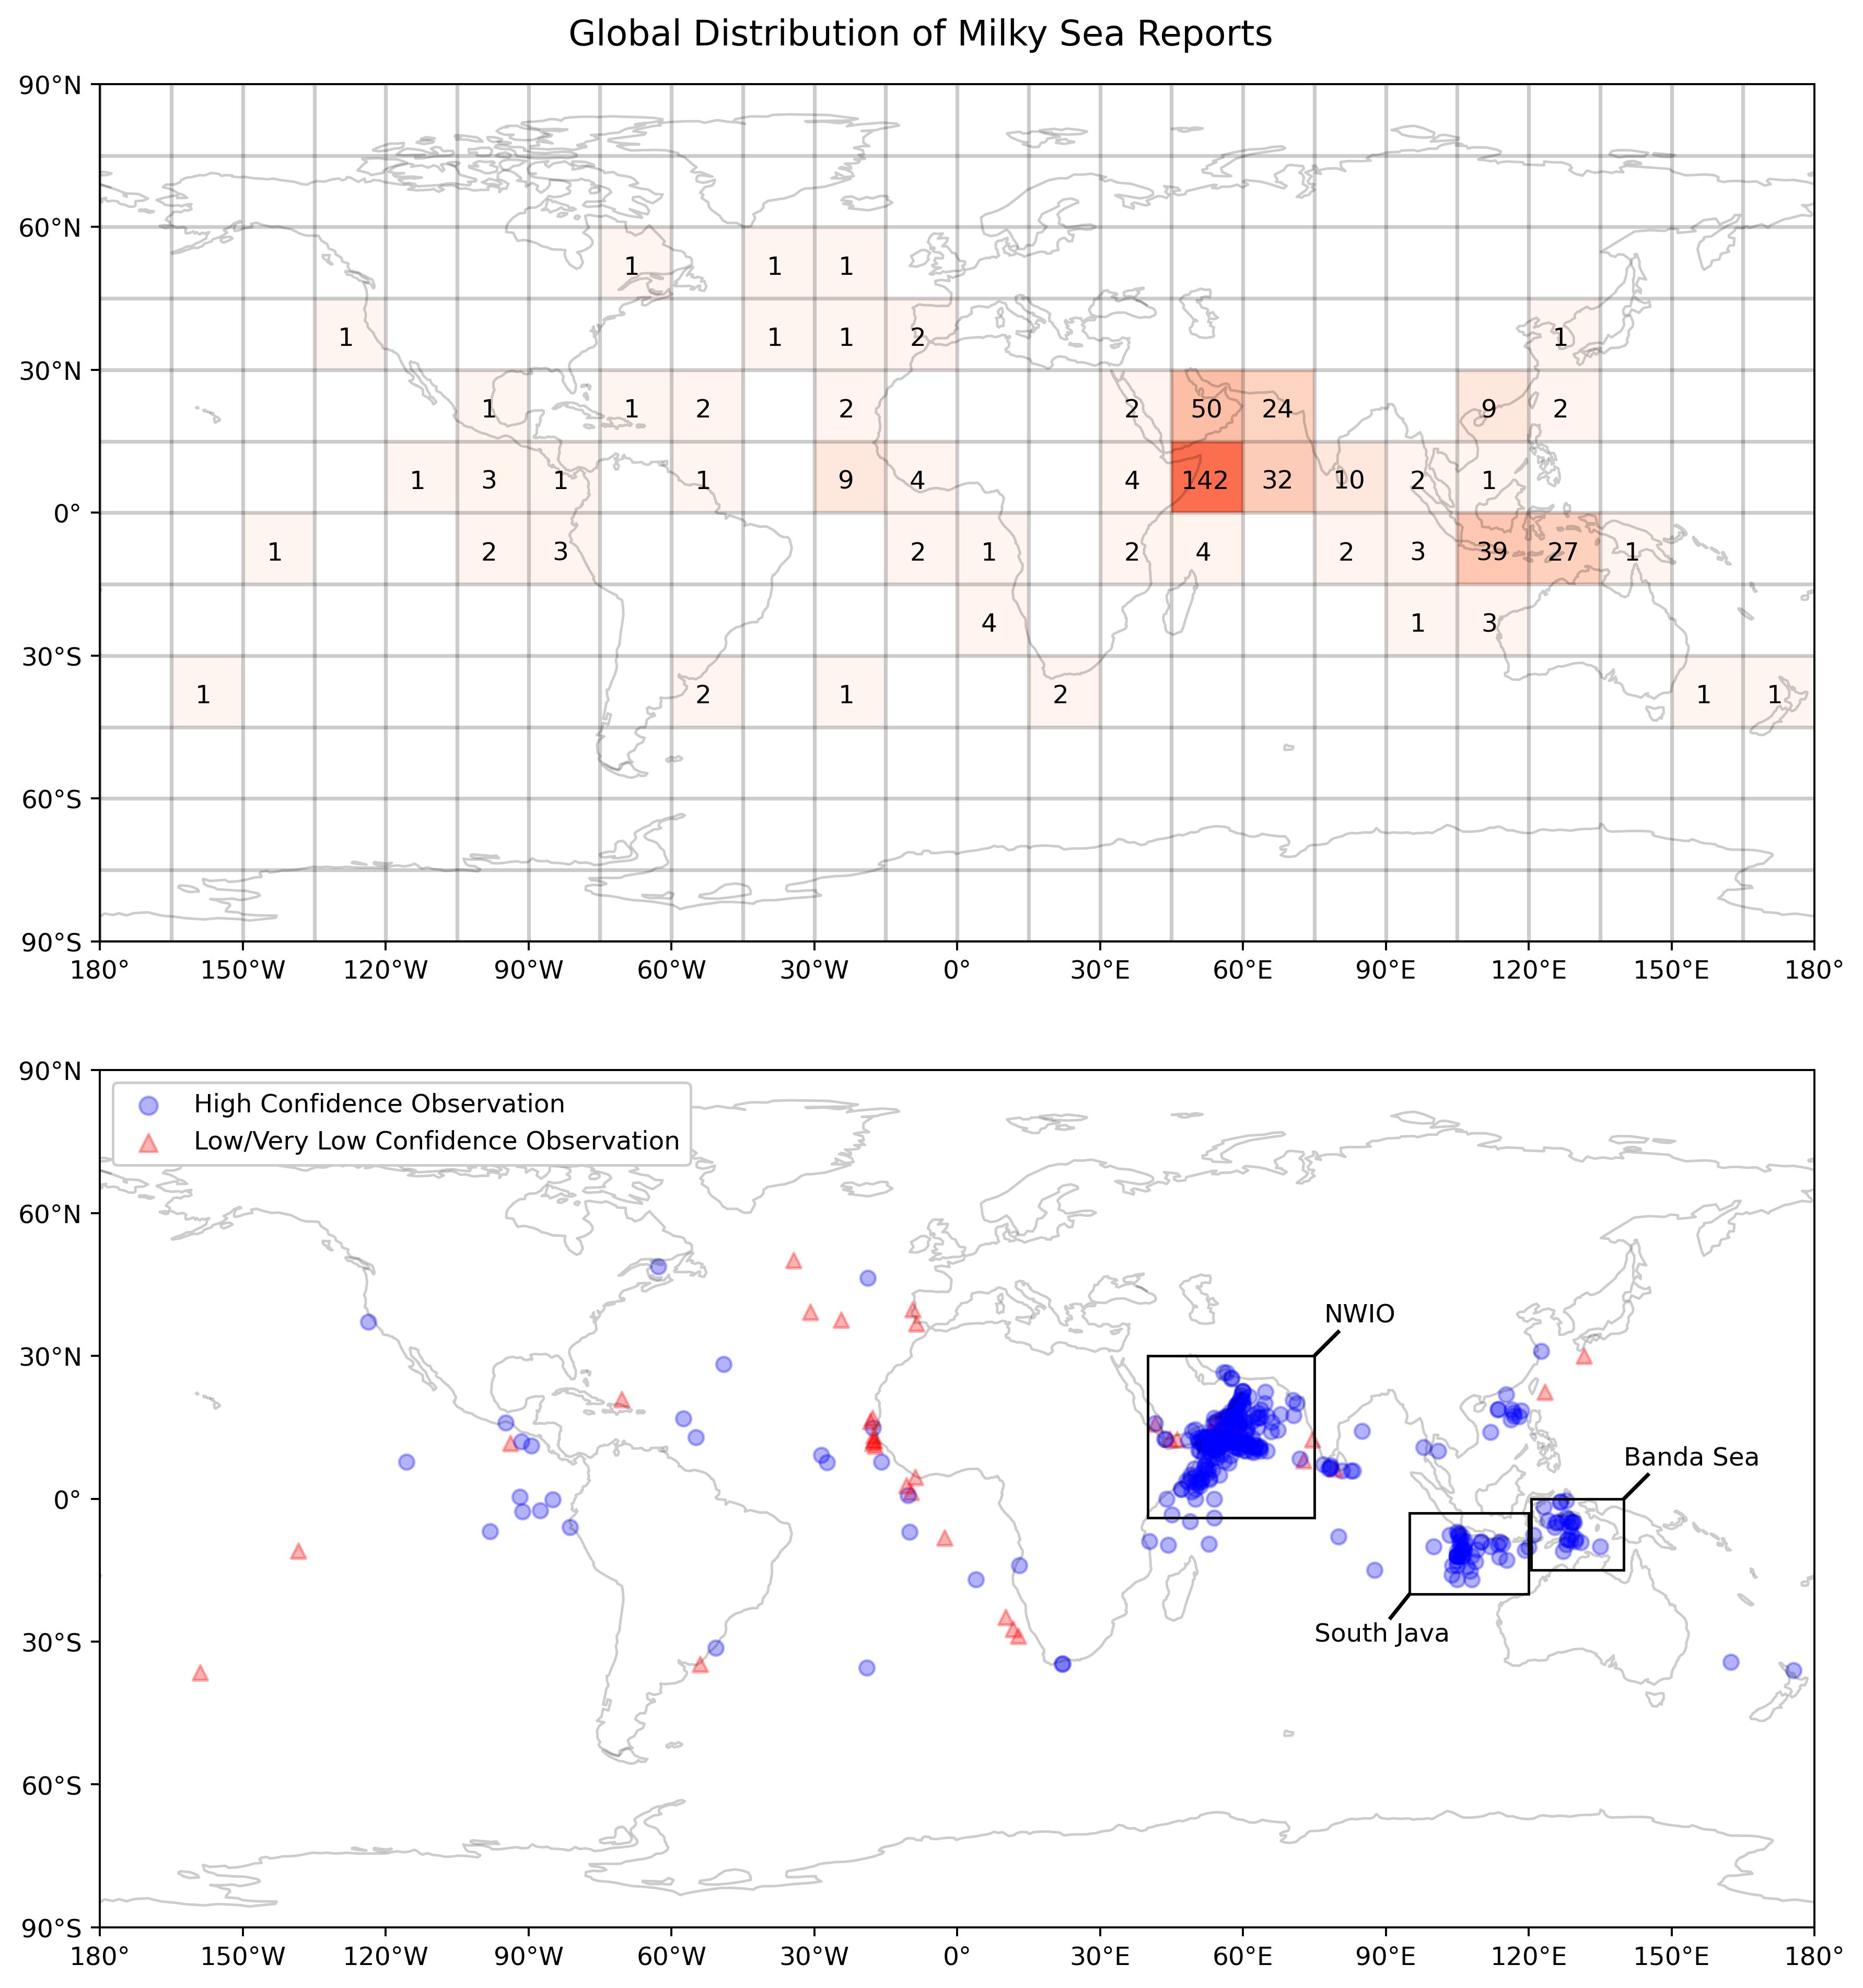 Global Distribution of Milky Sea Reports
90°N
60°N
1 1 1
1 1 1 2 1
30°N
1 1 2 2 2 50 24 9 2
1 3 1 1 9 4 4 142 32 10 2 1
0°
1 2 3 2 1 2 4 2 3 39 27 1
4 1 3
30°S
1 2 1 2 1 1
60°S
90°S
180° 150°W 120°W 90°W 60°W 30°W 0° 30°E 60°E 90°E 120°E 150°E 180°
90°N
High Confidence Observation
Low/Very Low Confidence Observation
60°N
NWIO
30°N
Banda Sea
0°
South Java
30°S
60°S
90°S
180° 150°W 120°W 90°W 60°W 30°W 0° 30°E 60°E 90°E 120°E 150°E 180°